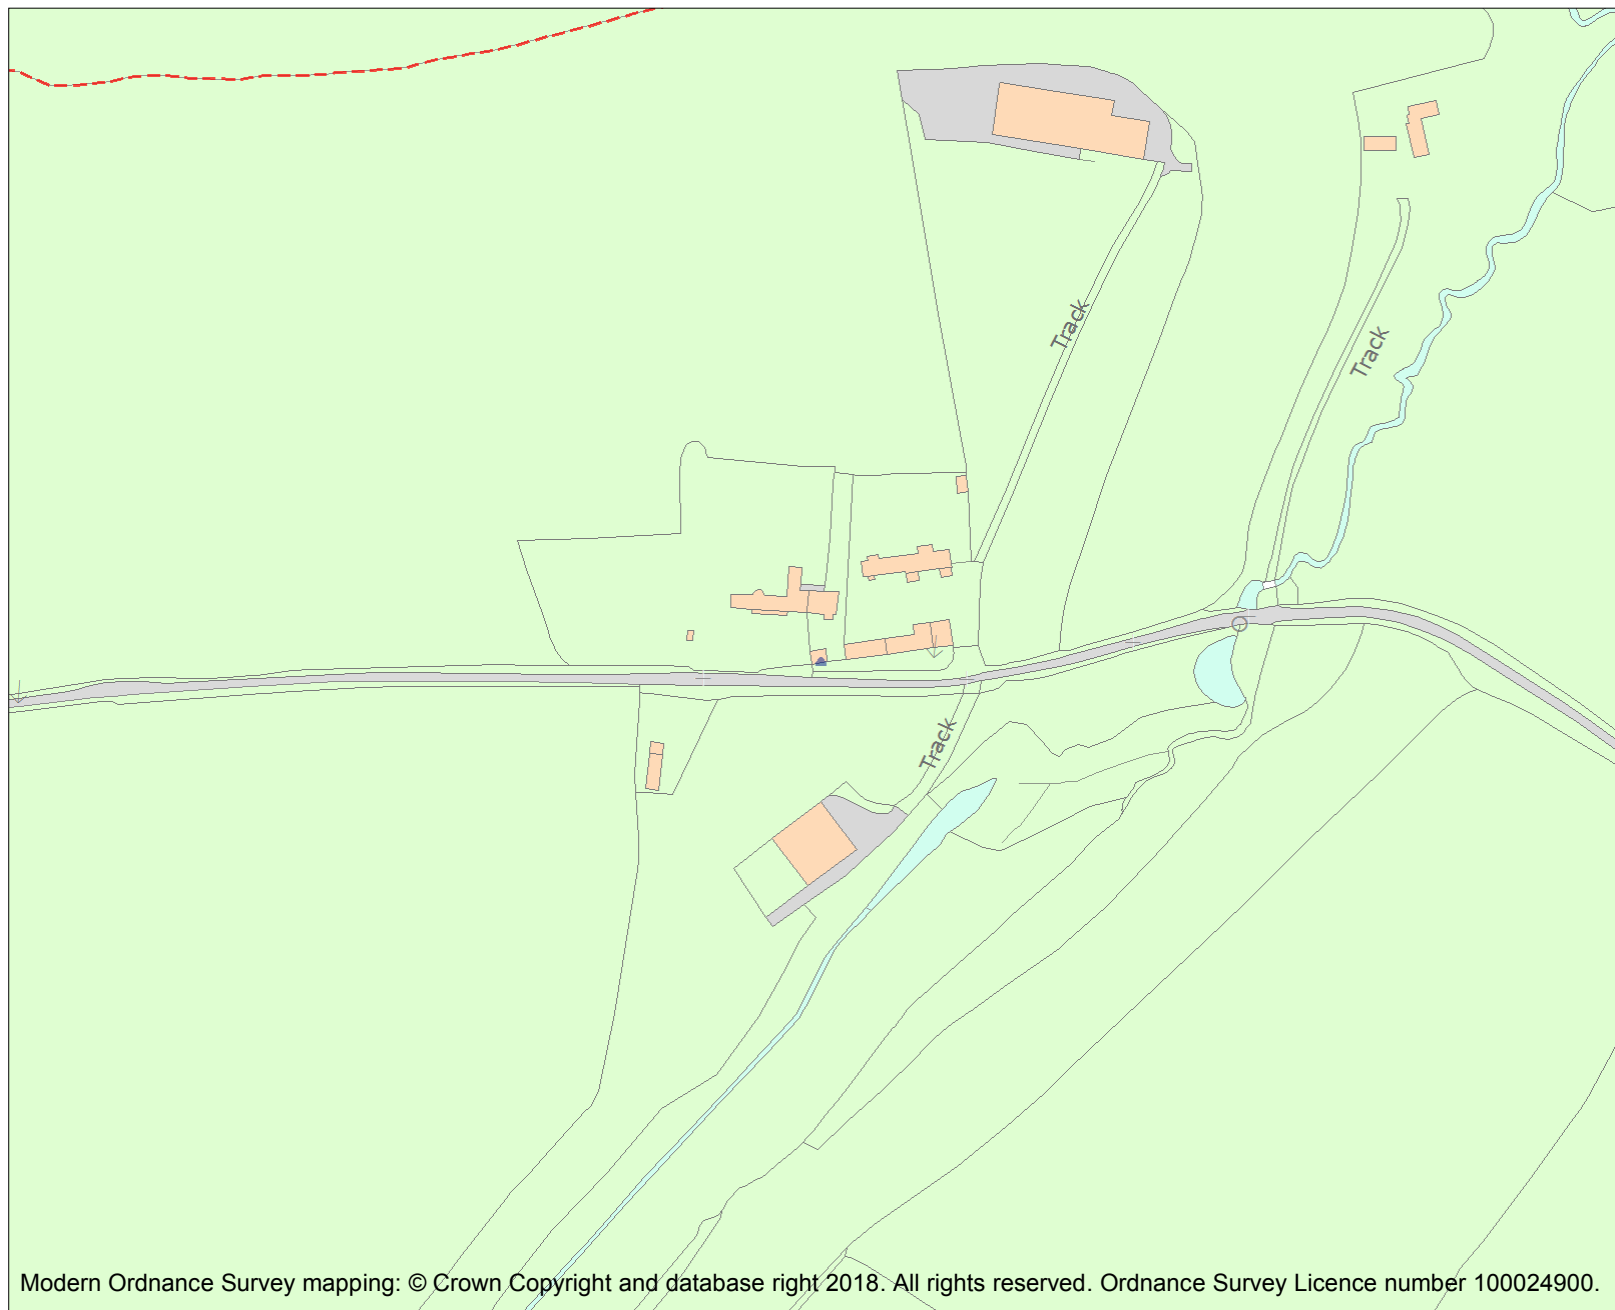 Track
Track
Track
Modern Ordnance Survey mapping: © Crown Copyright and database right 2018. All rights reserved. Ordnance Survey Licence number 100024900.